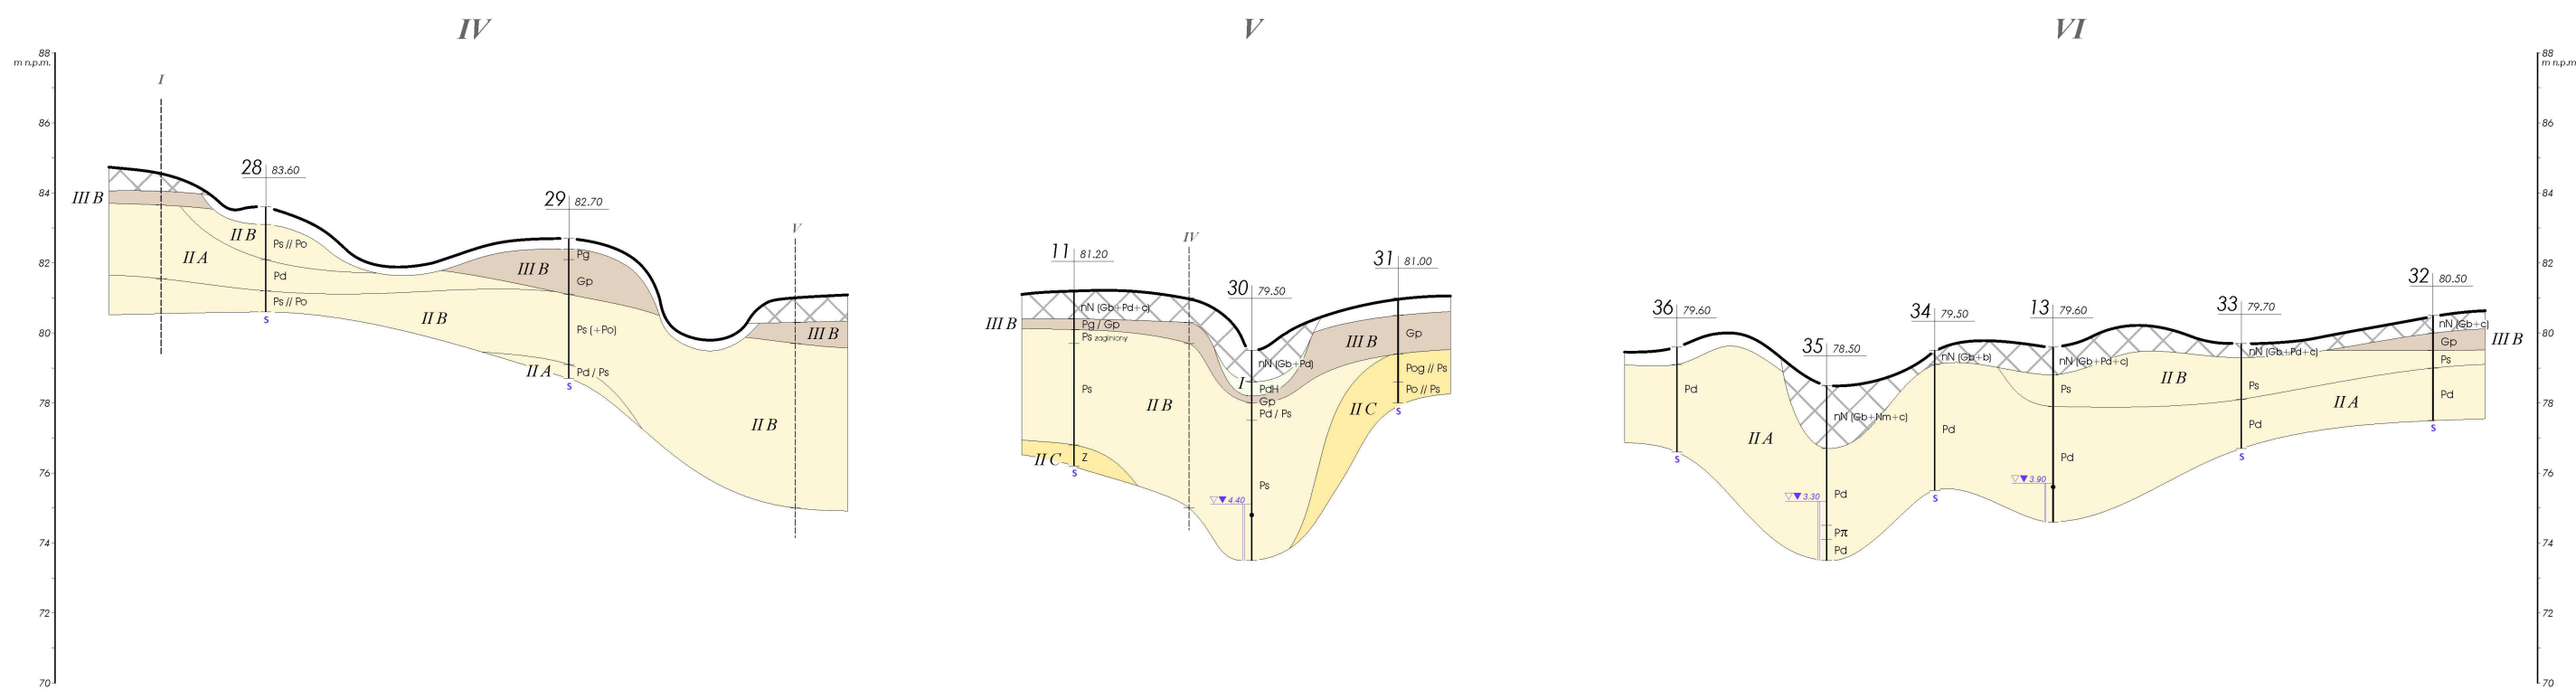 IV
V
VI
88
m n.p.m.
86
84
82
80
78
76
74
72
70
I
28 83.60
III B
II A
II B
Ps // Po
Pd
Ps // Po
S
29 82.70
Pg
III B
Gp
II B
Ps (+Po)
II A
Pd / Ps
S
V
III B
II B
11 81.20
IV
nN (Gb+Pd+c)
III B
Pg / Gp
Ps zagliniony
Ps
II B
II C
Z
S
30 79.50
nN (Gb+Pd)
I
PdH
Gp
Pd / Ps
Ps
4.40
31 81.00
III B
Gp
Pog // Ps
II C
Po // Ps
S
36 79.60
Pd
S
II A
35 78.50
nN (Gb+Nm+c)
Pd
3.30
Pπ
Pd
34 79.50
nN (Gb+b)
Pd
S
13 79.60
nN (Gb+Pd+c)
Ps
Pd
3.90
II B
33 79.70
nN (Gb+Pd+c)
Ps
Pd
S
II A
32 80.50
nN (Gb+c)
Gp
III B
Ps
Pd
S
88
m n.p.m
86
84
82
80
78
76
74
72
70